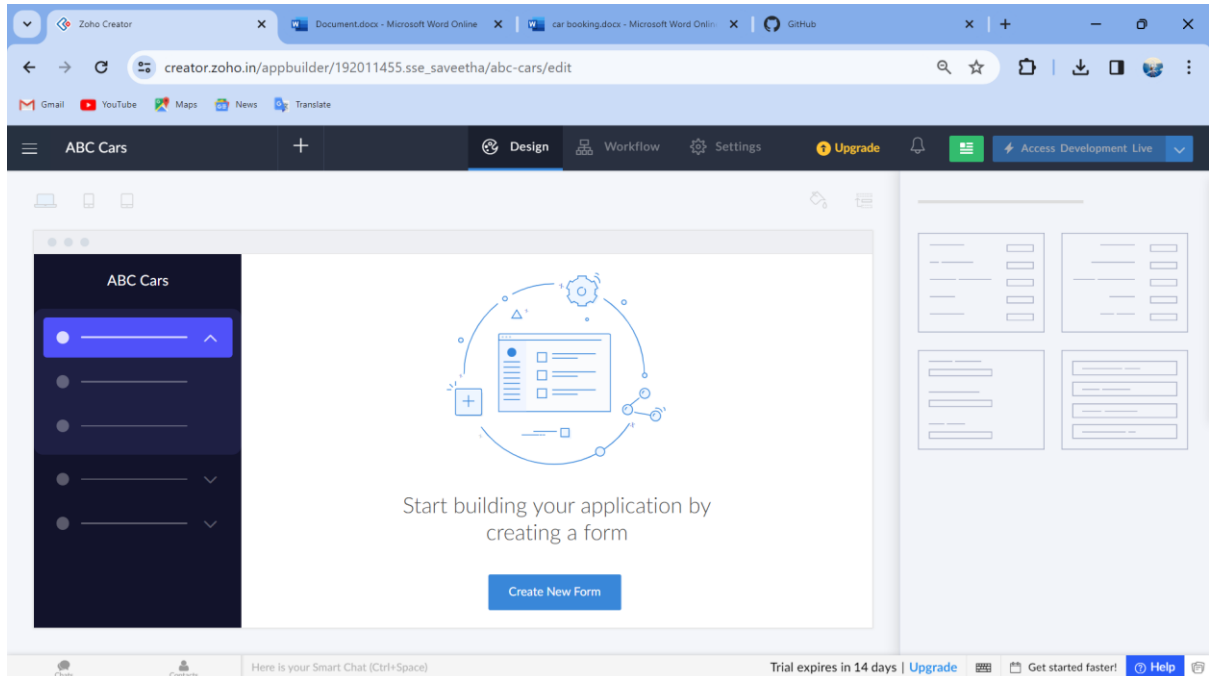 Zoho Creator
Document.docx - Microsoft Word Online
car booking.docx - Microsoft Word Onlin
GitHub
creator.zoho.in/appbuilder/192011455.sse_saveetha/abc-cars/edit
Gmail YouTube Maps News Translate
ABC Cars Design Workflow Settings Upgrade Access Development Live
ABC Cars
Start building your application by
creating a form
Create New Form
Chats Contacts Here is your Smart Chat (Ctrl+Space) Trial expires in 14 days | Upgrade Get started faster! Help